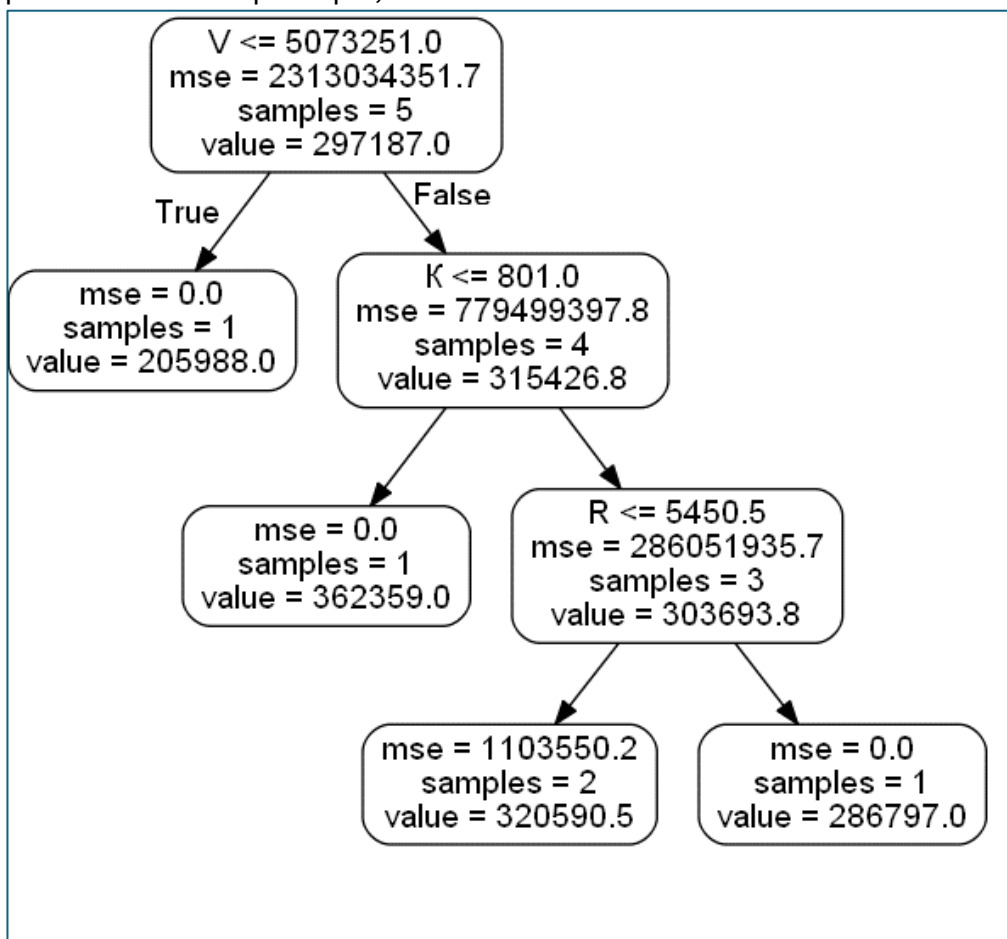 V <= 5073251.0
mse = 2313034351.7
samples = 5
value = 297187.0
True
False
mse = 0.0
samples = 1
value = 205988.0
K <= 801.0
mse = 779499397.8
samples = 4
value = 315426.8
mse = 0.0
samples = 1
value = 362359.0
R <= 5450.5
mse = 286051935.7
samples = 3
value = 303693.8
mse = 1103550.2
samples = 2
value = 320590.5
mse = 0.0
samples = 1
value = 286797.0